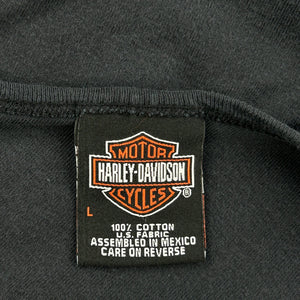 MOTOR
HARLEY-DAVIDSON
CYCLES
®
L
100% COTTON
U.S. FABRIC
ASSEMBLED IN MEXICO
CARE ON REVERSE